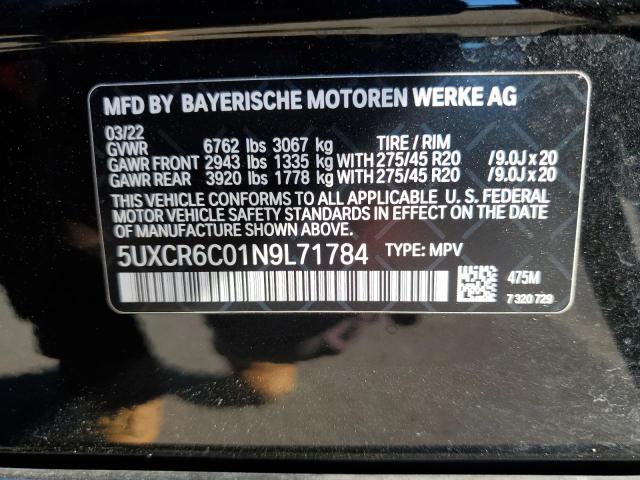 MFD BY BAYERISCHE MOTOREN WERKE AG
03/22
GVWR 6762 lbs 3067 kg TIRE / RIM
GAWR FRONT 2943 lbs 1335 kg WITH 275/45 R20 /9.0J x 20
GAWR REAR 3920 lbs 1778 kg WITH 275/45 R20 /9.0J x 20
THIS VEHICLE CONFORMS TO ALL APPLICABLE U. S. FEDERAL
MOTOR VEHICLE SAFETY STANDARDS IN EFFECT ON THE DATE
OF MANUFACTURE SHOWN ABOVE.
5UXCR6C01N9L71784 TYPE: MPV
475M
7 320 729